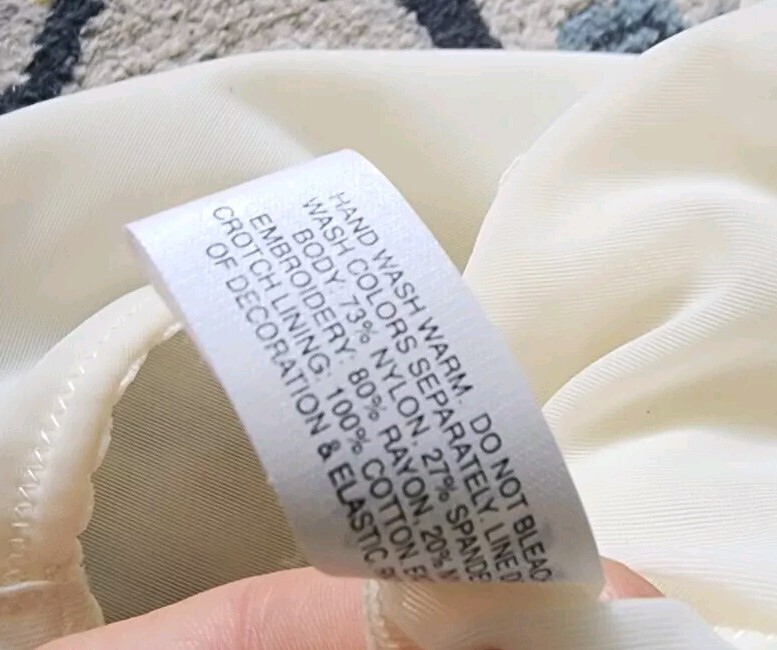 HAND WASH WARM. DO NOT BLEAC
WASH COLORS SEPARATELY. LINE D
BODY: 73% NYLON, 27% SPANDE
EMBROIDERY: 80% RAYON, 20%
CROTCH LINING: 100% COTTON.
OF DECORATION & ELASTIC.